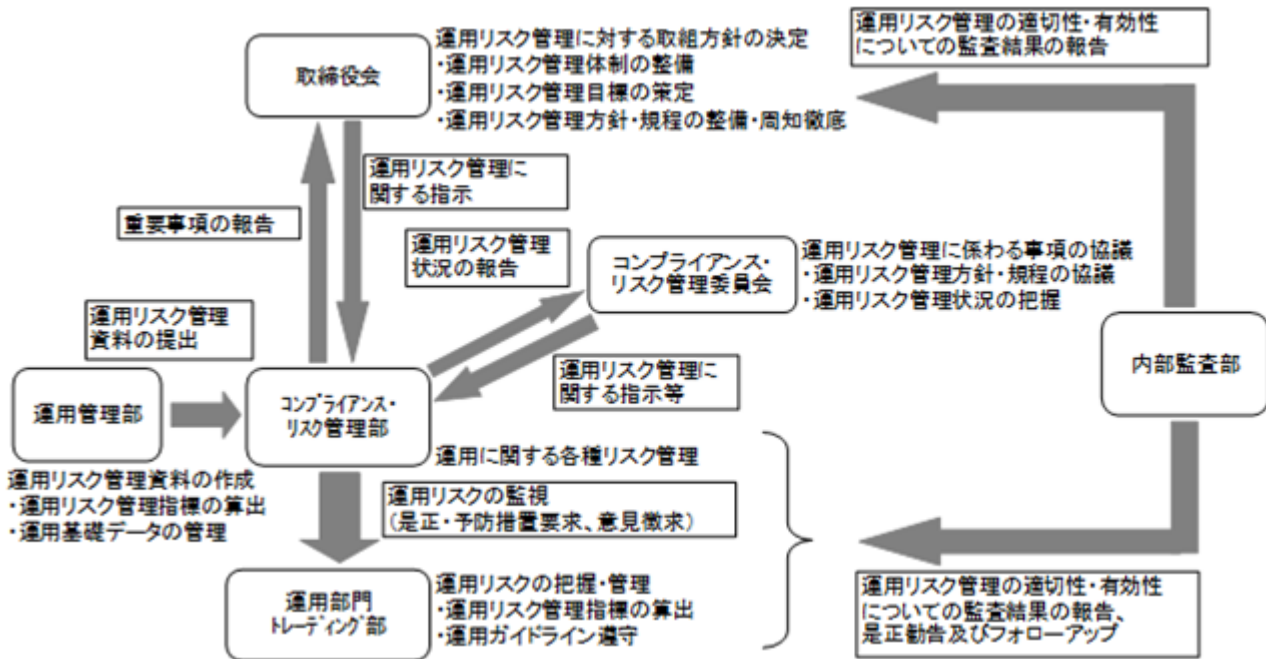 運用リスク管理に対する取組方針の決定
・運用リスク管理体制の整備
・運用リスク管理目標の策定
・運用リスク管理方針・規程の整備・周知徹底
取締役会
運用リスク管理の適切性・有効性
についての監査結果の報告
運用リスク管理に
関する指示
重要事項の報告
運用リスク管理
状況の報告
コンプライアンス・
リスク管理委員会
運用リスク管理に係わる事項の協議
・運用リスク管理方針・規程の協議
・運用リスク管理状況の把握
運用リスク管理
資料の提出
運用リスク管理に
関する指示等
内部監査部
運用管理部
コンプライアンス・
リスク管理部
運用に関する各種リスク管理
運用リスク管理資料の作成
・運用リスク管理指標の算出
・運用基礎データの管理
運用リスクの監視
（是正・予防措置要求、意見徴求）
運用部門
トレーディング部
運用リスクの把握・管理
・運用リスク管理指標の算出
・運用ガイドライン遵守
運用リスク管理の適切性・有効性
についての監査結果の報告、
是正勧告及びフォローアップ